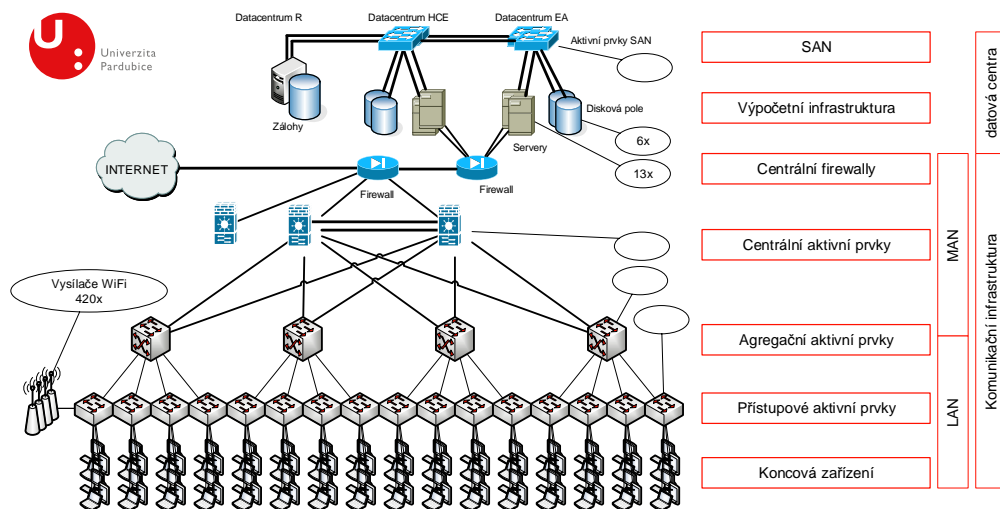 U:
Univerzita
Pardubice
Datacentrum R
Datacentrum HCE
Datacentrum EA
Aktivní prvky SAN
Zálohy
Disková pole
Servery
6x
13x
INTERNET
Firewall
Firewall
Vysílače WiFi
420x
SAN
Výpočetní infrastruktura
Centrální firewally
Centrální aktivní prvky
Agregační aktivní prvky
Přístupové aktivní prvky
Koncová zařízení
MAN
LAN
datová centra
Komunikační infrastruktura